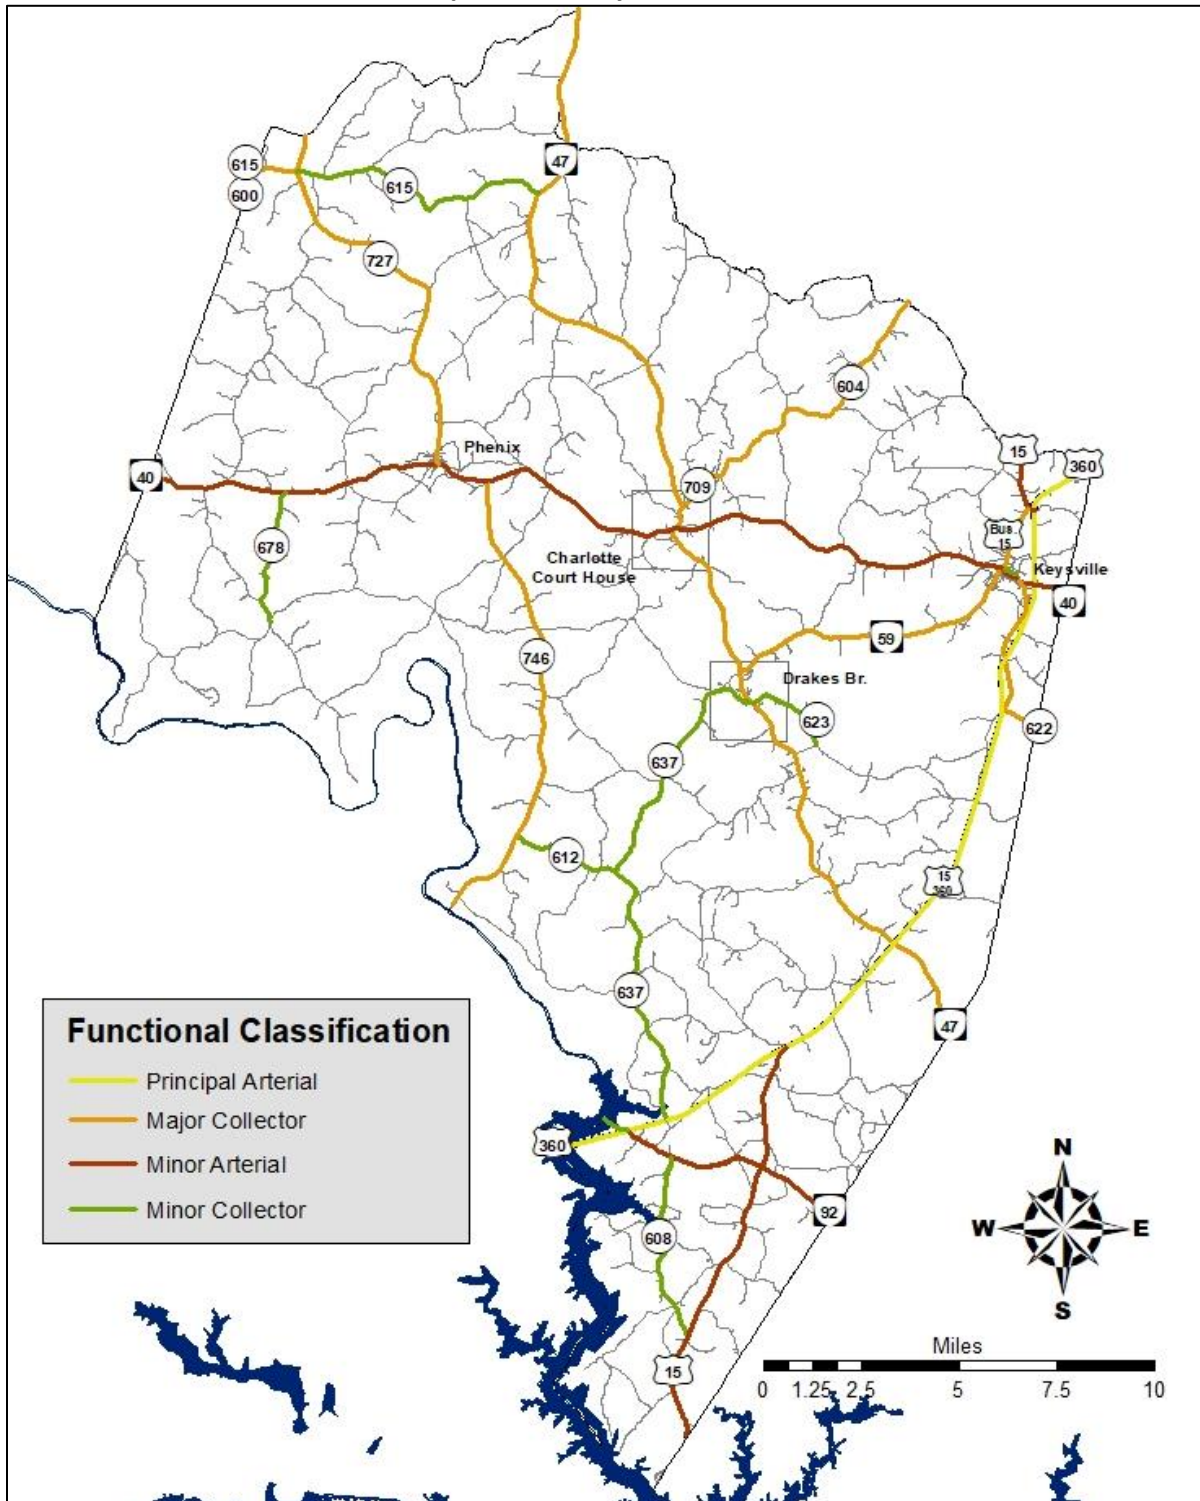 47
615
600
615
727
604
Phenix
15
360
40
709
Bus.
15
678
Charlotte
Court House
Keysville
40
59
746
Drakes Br.
623
622
637
612
15
360
637
47
Functional Classification
Principal Arterial
Major Collector
Minor Arterial
Minor Collector
360
92
608
15
N
W
E
S
Miles
0 1.25 2.5 5 7.5 10